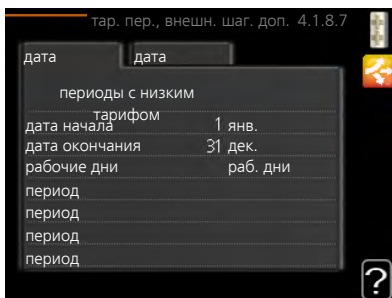 тар. пер., внешн. шаг. доп. 4.1.8.7
дата дата
периоды с низким
тарифом
дата начала 1 янв.
дата окончания 31 дек.
рабочие дни раб. дни
период
период
период
период
?